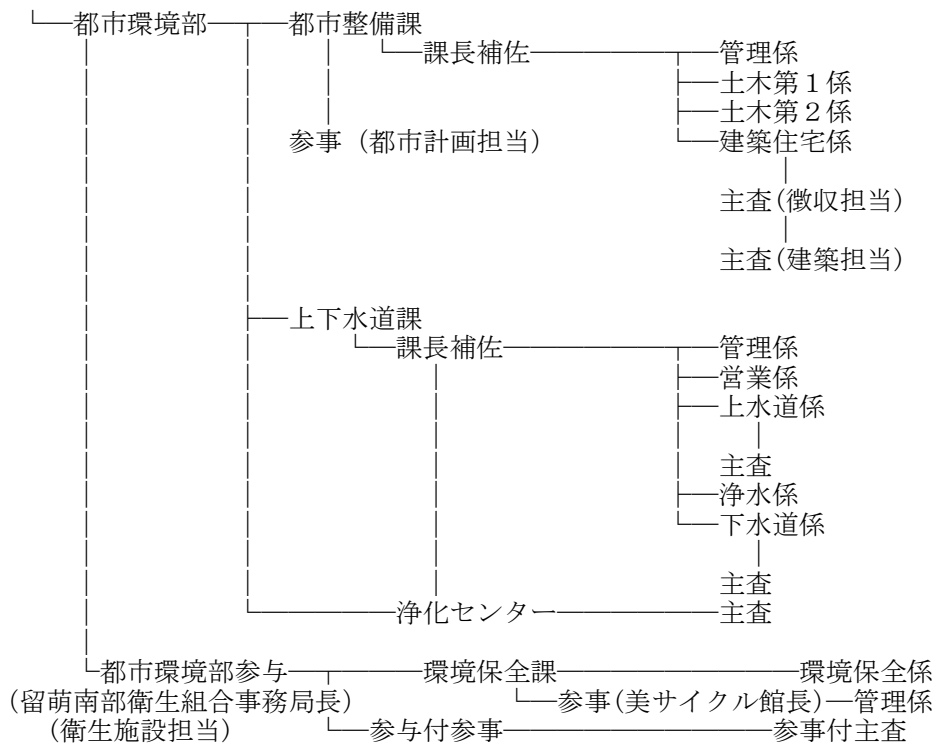 都市環境部 都市整備課
課長補佐 管理係
土木第１係
土木第２係
参事（都市計画担当） 建築住宅係
主査(徴収担当)
主査(建築担当)
上下水道課
課長補佐 管理係
営業係
上水道係
主査
浄水係
下水道係
主査
浄化センター 主査
都市環境部参与 環境保全課 環境保全係
(留萌南部衛生組合事務局長) 参事(美サイクル館長) 管理係
(衛生施設担当) 参与付参事 参事付主査